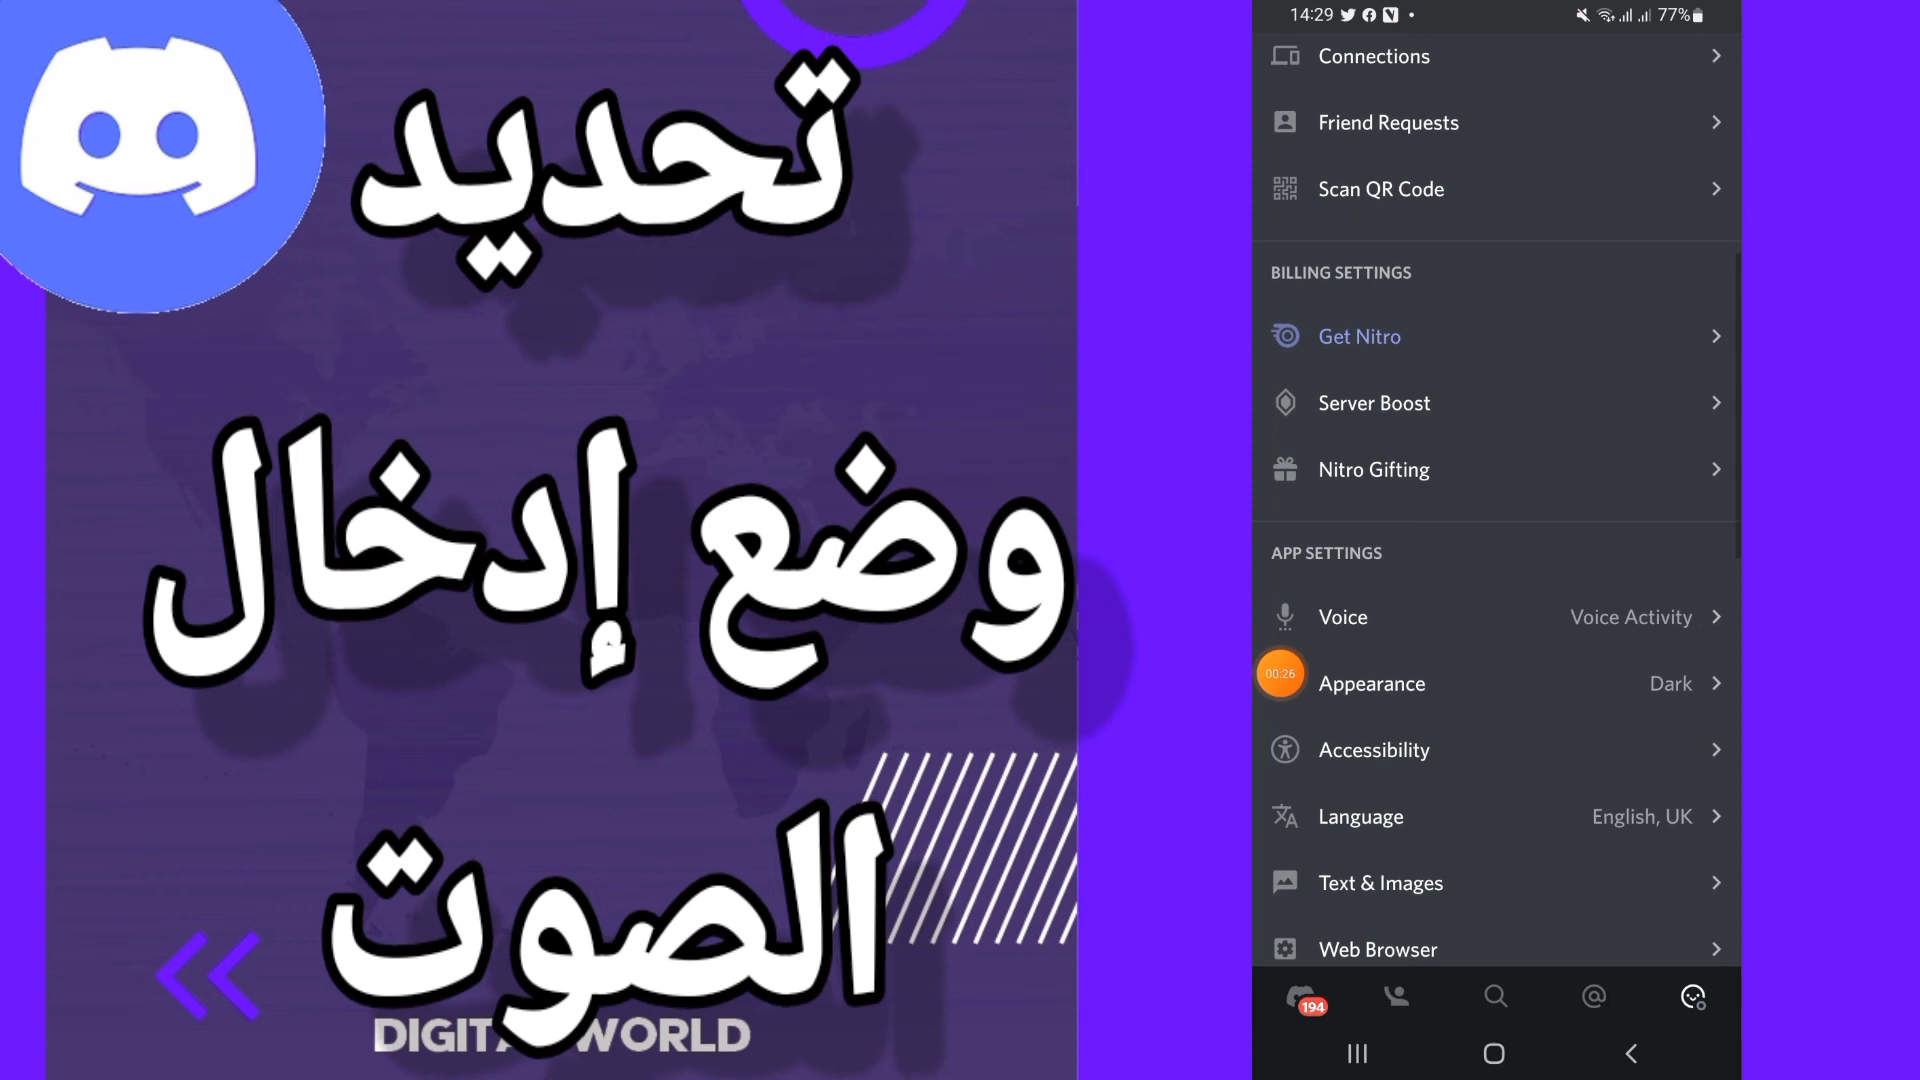 تحديد
وضع إدخال
الصوت
14:29
77%
Connections
Friend Requests
Scan QR Code
BILLING SETTINGS
Get Nitro
Server Boost
Nitro Gifting
APP SETTINGS
Voice Voice Activity
00:26
Appearance Dark
Accessibility
Language English, UK
Text & Images
Web Browser
194
WORLD